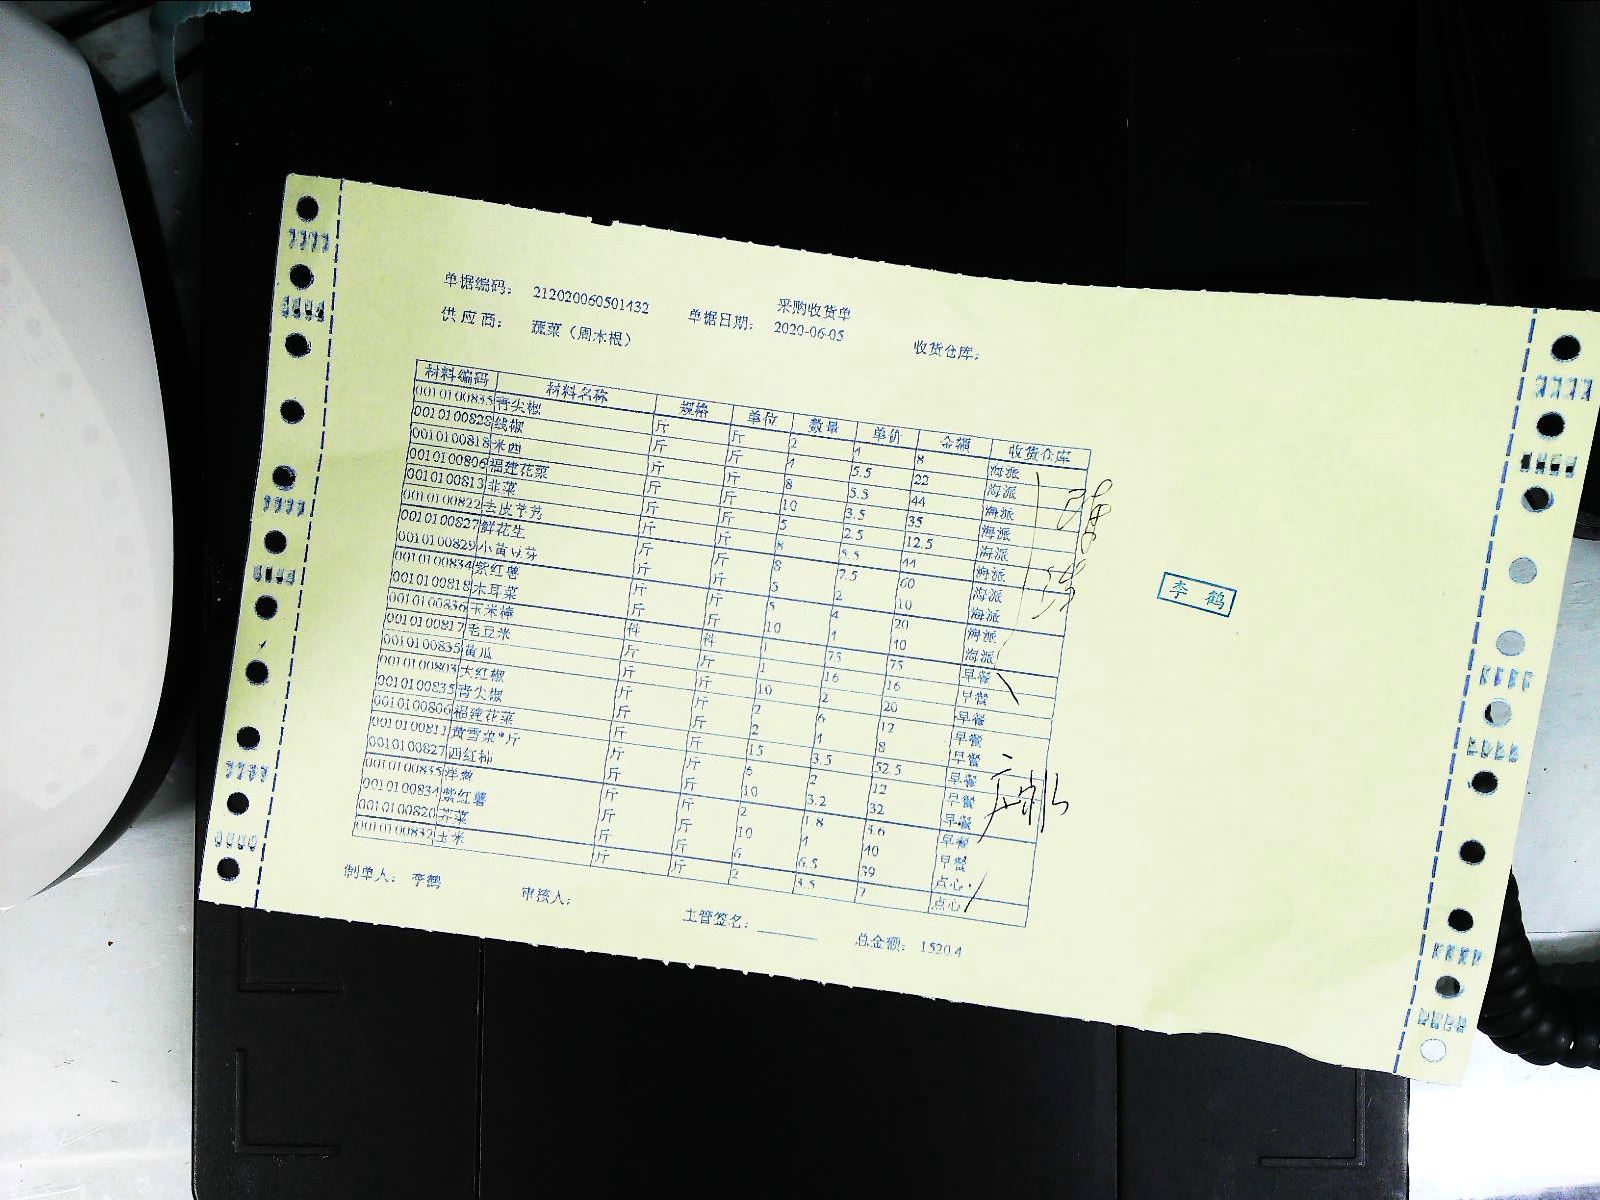 采购收货单
单据编码： 212020060501432 单据日期： 2020-06-05
供应商： 蔬菜（周木根） 收货仓库：
材料编码 材料名称 规格 单位 数量 单价 金额 收货仓库
0010100835 青尖椒 斤 斤 2 4 8 海派
0010100828 线椒 斤 斤 4 5.5 22 海派
0010100818 米西 斤 斤 8 5.5 44 海派
0010100806 福建花菜 斤 斤 10 3.5 35 海派
0010100813 韭菜 斤 斤 5 2.5 12.5 海派
0010100822 去皮芋艿 斤 斤 8 5.5 44 海派
0010100827 鲜花生 斤 斤 8 7.5 60 海派
0010100829 小黄豆芽 斤 斤 5 2 10 海派
0010100834 紫红薯 斤 斤 5 4 20 海派
0010100818 木耳菜 斤 斤 10 4 40 海派
0010100836 玉米棒 件 件 1 75 75 早餐
0010100817 毛豆米 斤 斤 1 16 16 早餐
0010100835 黄瓜 斤 斤 10 2 20 早餐
0010100803 大红椒 斤 斤 2 6 12 早餐
0010100835 青尖椒 斤 斤 2 4 8 早餐
0010100806 福建花菜 斤 斤 15 3.5 52.5 早餐
0010100811 黄雪菜*斤 斤 斤 6 2 12 早餐
0010100827 西红柿 斤 斤 10 3.2 32 早餐
0010100835 洋葱 斤 斤 2 1.8 3.6 早餐
0010100834 紫红薯 斤 斤 10 4 40 早餐
0010100820 芥菜 斤 斤 6 6.5 39 点心
0010100832 玉米 斤 斤 2 3.5 7 点心
制单人： 李鹤 审核人： 主管签名： 总金额： 1520.4
李鹤